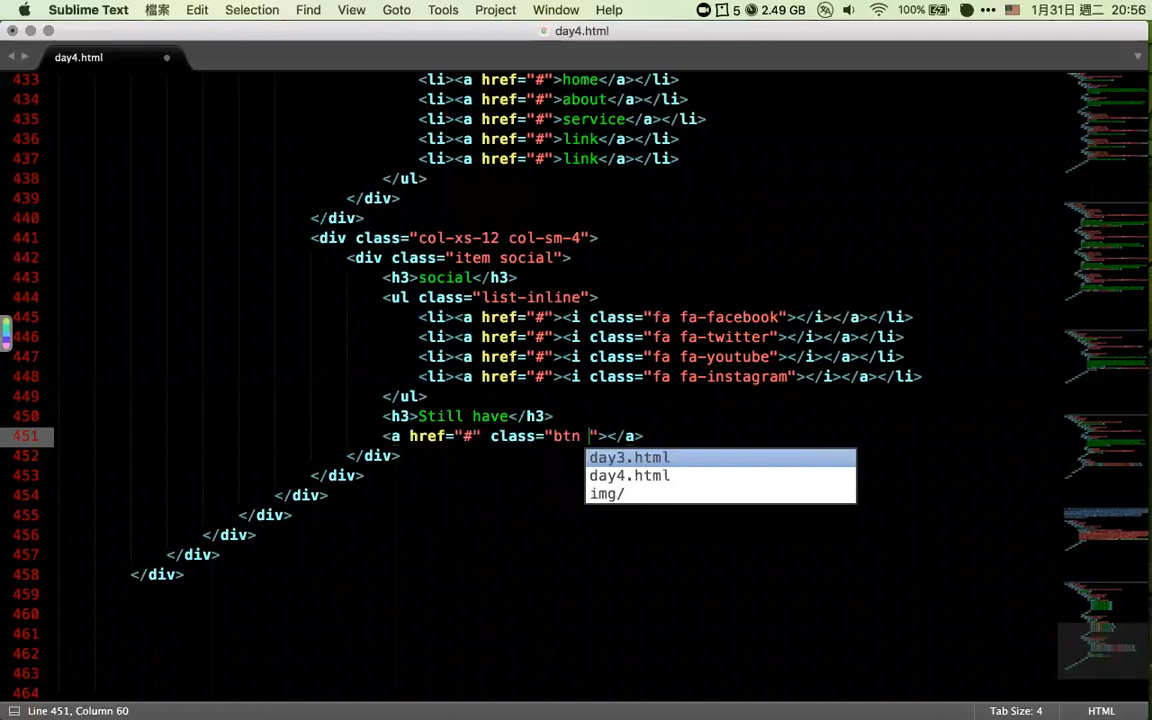 Sublime Text 檔案 Edit Selection Find View Goto Tools Project Window Help 5 2.49 GB 100% 1月31日 週二 20:56
day4.html
day4.html
433 <li><a href="#">home</a></li>
434 <li><a href="#">about</a></li>
435 <li><a href="#">service</a></li>
436 <li><a href="#">link</a></li>
437 <li><a href="#">link</a></li>
438 </ul>
439 </div>
440 </div>
441 <div class="col-xs-12 col-sm-4">
442 <div class="item social">
443 <h3>social</h3>
444 <ul class="list-inline">
445 <li><a href="#"><i class="fa fa-facebook"></i></a></li>
446 <li><a href="#"><i class="fa fa-twitter"></i></a></li>
447 <li><a href="#"><i class="fa fa-youtube"></i></a></li>
448 <li><a href="#"><i class="fa fa-instagram"></i></a></li>
449 </ul>
450 <h3>Still have</h3>
451 <a href="#" class="btn "></a>
452 </div>
day3.html
453 </div>
day4.html
454 </div>
img/
455 </div>
456 </div>
457 </div>
458 </div>
459
460
461
462
463
464
Line 451, Column 60 Tab Size: 4 HTML